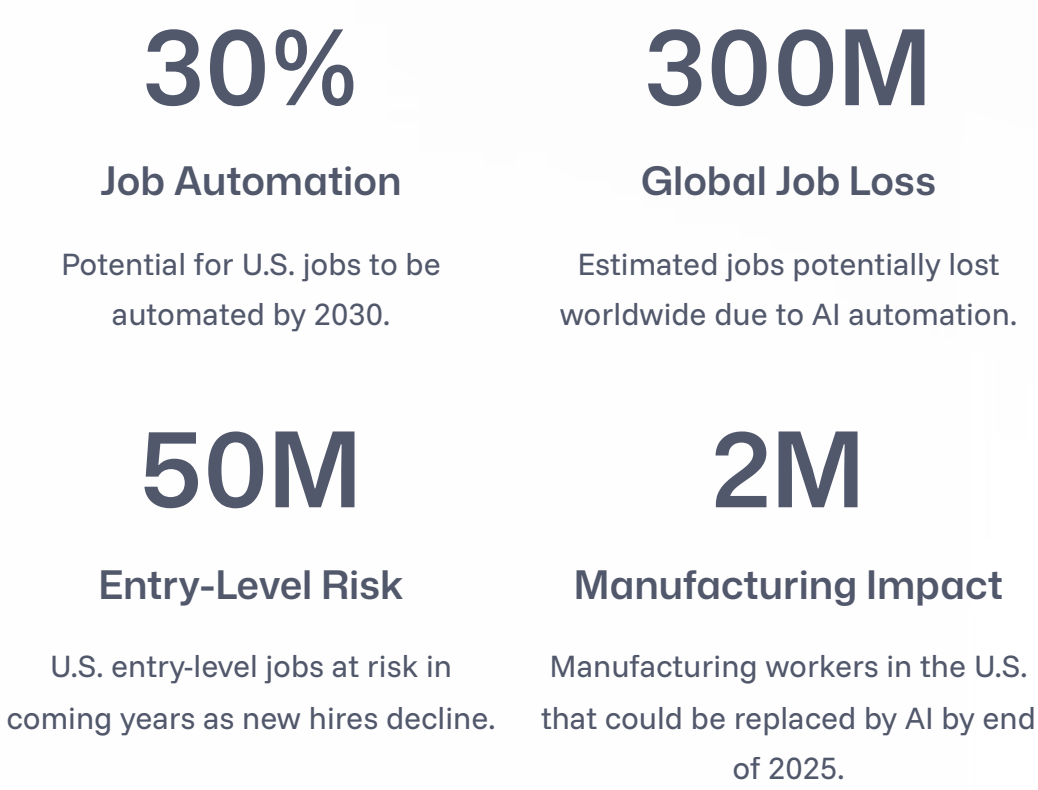 30%
Job Automation
Potential for U.S. jobs to be
automated by 2030.
300M
Global Job Loss
Estimated jobs potentially lost
worldwide due to AI automation.
50M
Entry-Level Risk
U.S. entry-level jobs at risk in
coming years as new hires decline.
2M
Manufacturing Impact
Manufacturing workers in the U.S.
that could be replaced by AI by end
of 2025.